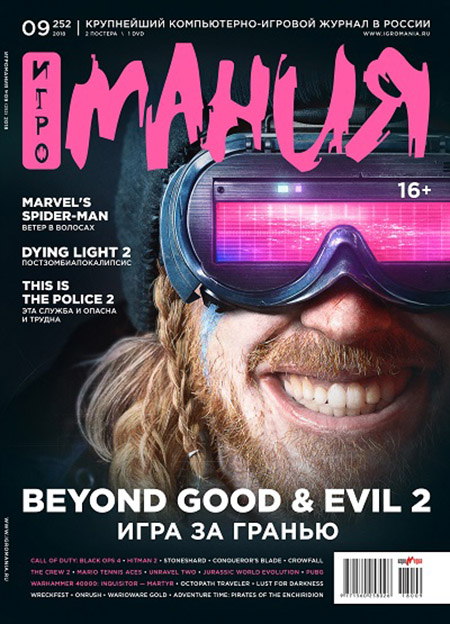 09 252
2018
КРУПНЕЙШИЙ КОМПЬЮТЕРНО-ИГРОВОЙ ЖУРНАЛ В РОССИИ
2 ПОСТЕРА \ 1 DVD
WWW.IGROMANIA.RU
ИГРО
МАНИЯ
16+
MARVEL'S
SPIDER-MAN
ВЕТЕР В ВОЛОСАХ
DYING LIGHT 2
ПОСТЗОМБИАПОКАЛИПСИС
THIS IS
THE POLICE 2
ЭТА СЛУЖБА И ОПАСНА
И ТРУДНА
BEYOND GOOD & EVIL 2
ИГРА ЗА ГРАНЬЮ
WWW.IGROMANIA.RU
CALL OF DUTY: BLACK OPS 4 • HITMAN 2 • STONESHARD • CONQUEROR'S BLADE • CROWFALL
THE CREW 2 • MARIO TENNIS ACES • UNRAVEL TWO • JURASSIC WORLD EVOLUTION • PUBG
WARHAMMER 40000: INQUISITOR — MARTYR • OCTOPATH TRAVELER • LUST FOR DARKNESS
WRECKFEST • ONRUSH • WARIOWARE GOLD • ADVENTURE TIME: PIRATES OF THE ENCHIRIDION